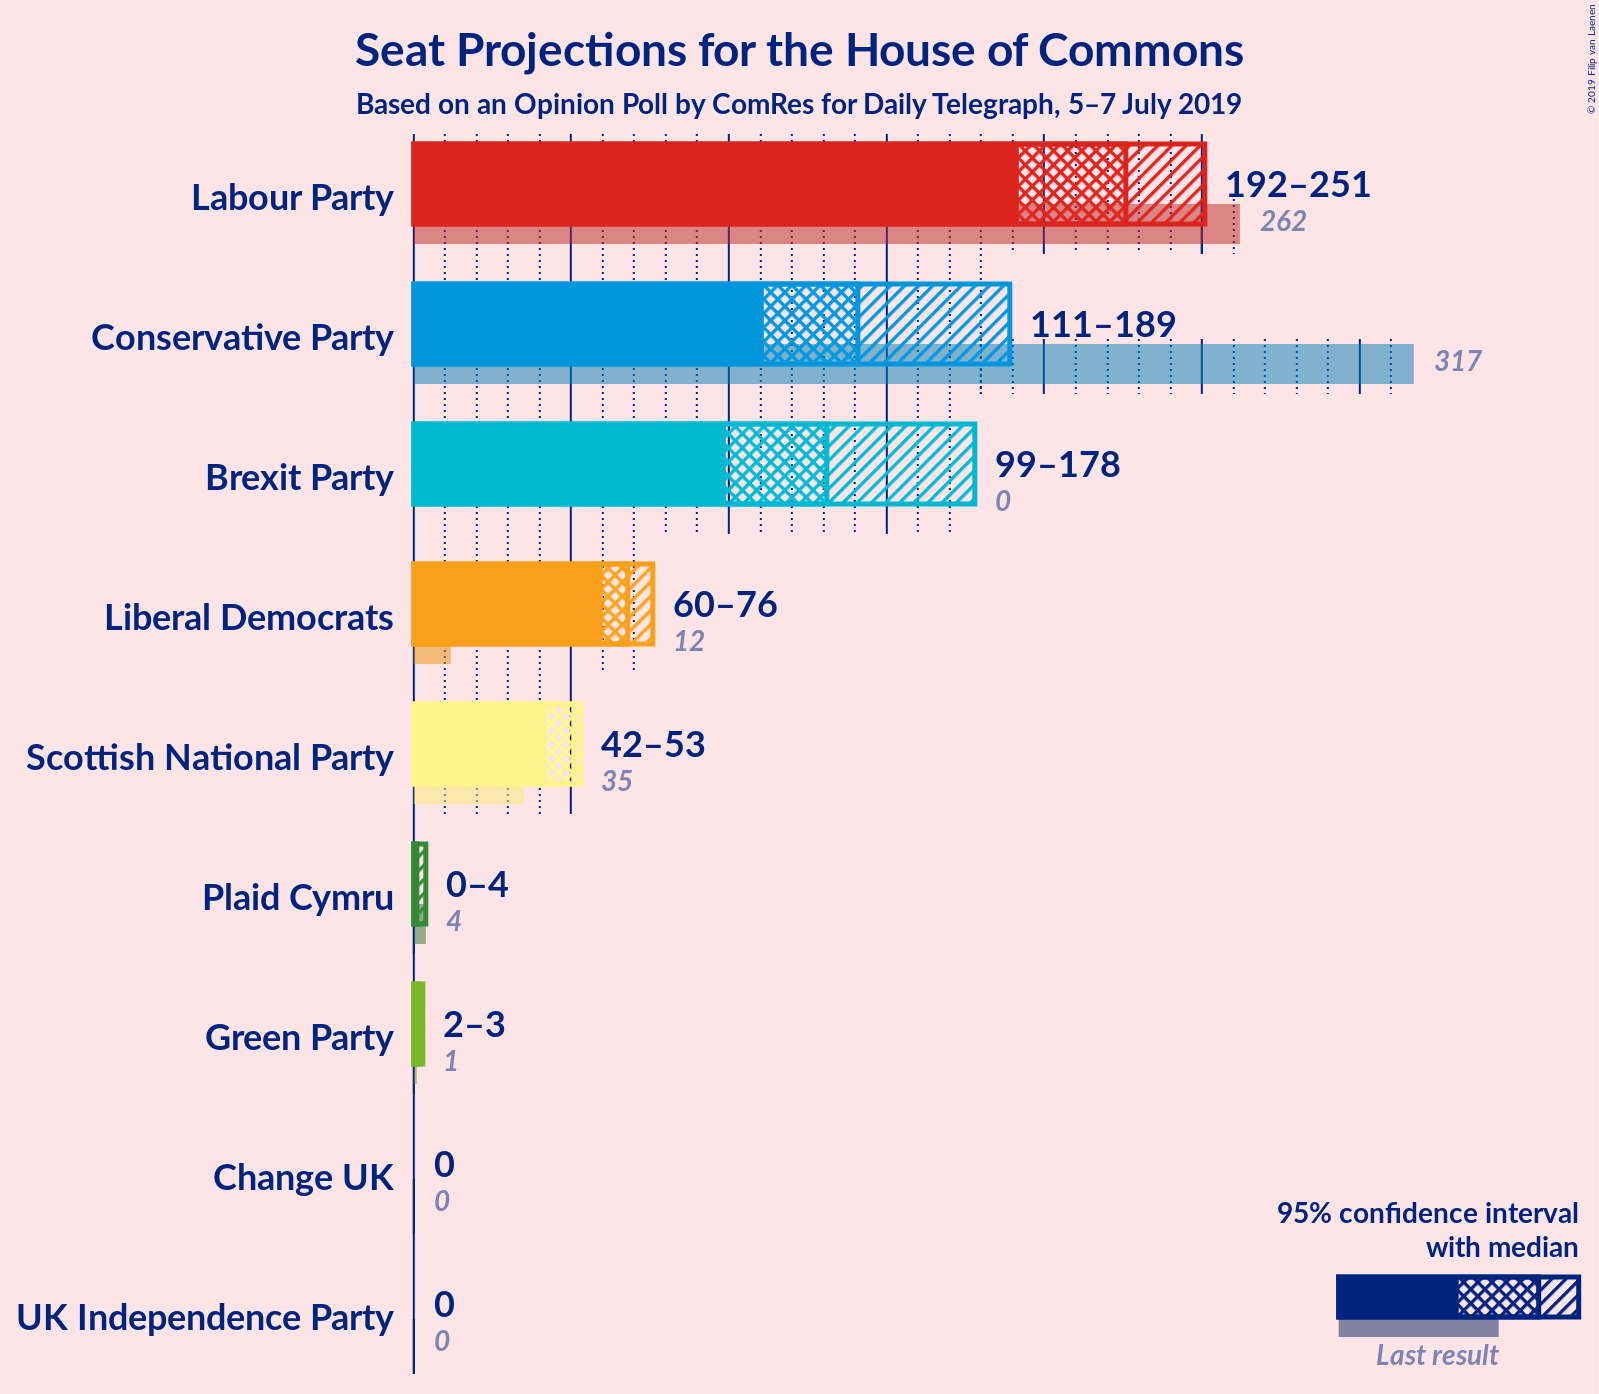 Seat Projections for the House of Commons
Based on an Opinion Poll by ComRes for Daily Telegraph, 5–7 July 2019
© 2019 Filip van Laenen
Labour Party
192–251
262
Conservative Party
111–189
317
Brexit Party
99–178
0
Liberal Democrats
60–76
12
Scottish National Party
42–53
35
Plaid Cymru
0–4
4
Green Party
2–3
1
Change UK
0
0
UK Independence Party
0
0
95% confidence interval
with median
Last result